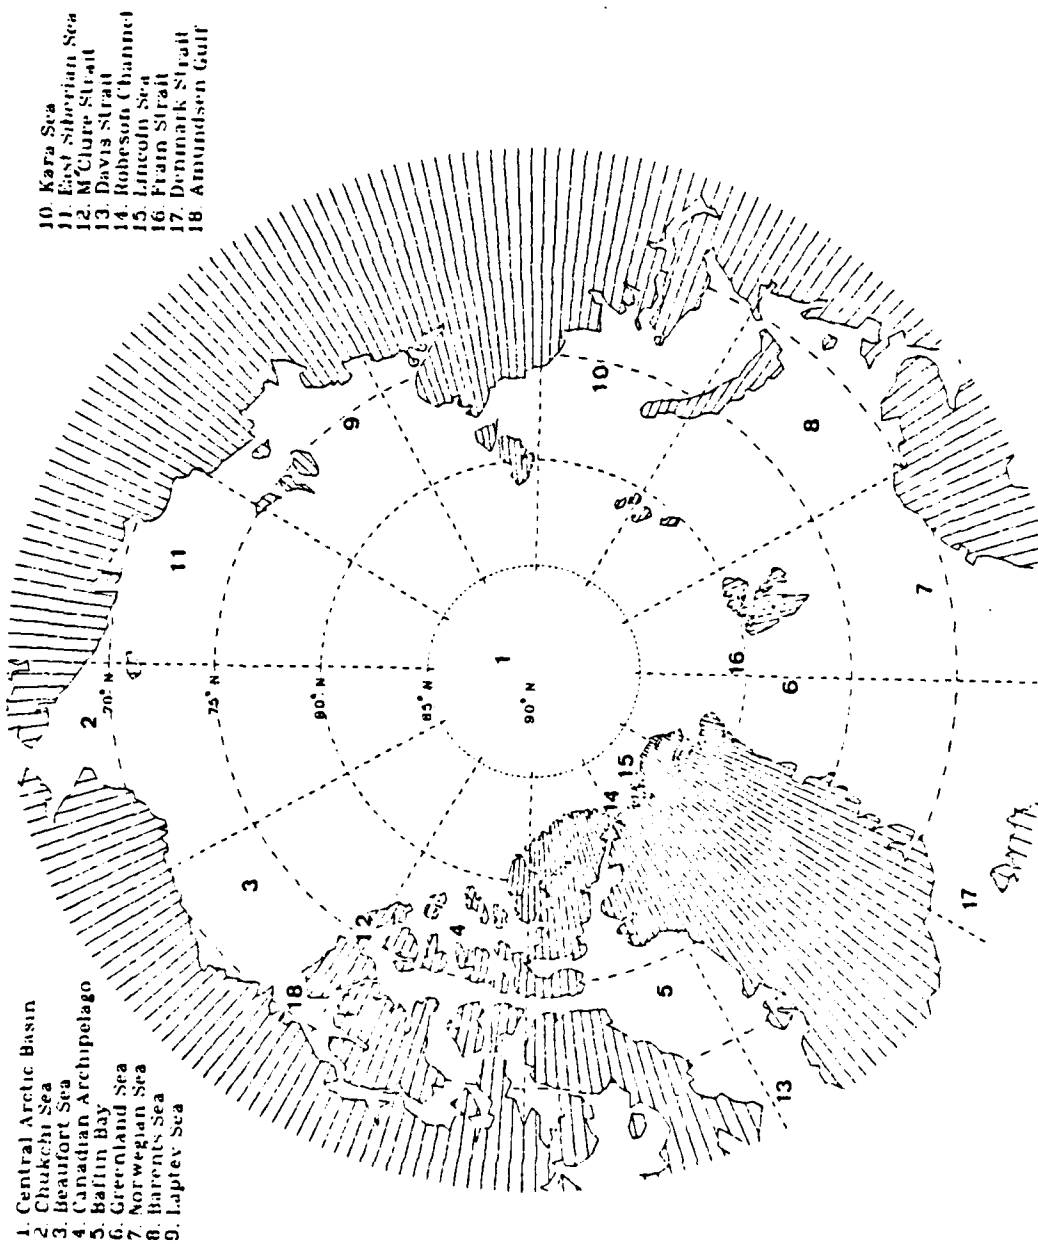 1. Central Arctic Basin
2. Chukchi Sea
3. Beaufort Sea
4. Canadian Archipelago
5. Baffin Bay
6. Greenland Sea
7. Norwegian Sea
8. Barents Sea
9. Laptev Sea
10. Kara Sea
11. East Siberian Sea
12. M'Clure Strait
13. Davis Strait
14. Robeson Channel
15. Lincoln Sea
16. Fram Strait
17. Denmark Strait
18. Amundsen Gulf
2
70° N
11
9
75° N
10
80° N
3
85° N
1
90° N
8
12
18
4
16
7
6
15
14
5
17
13